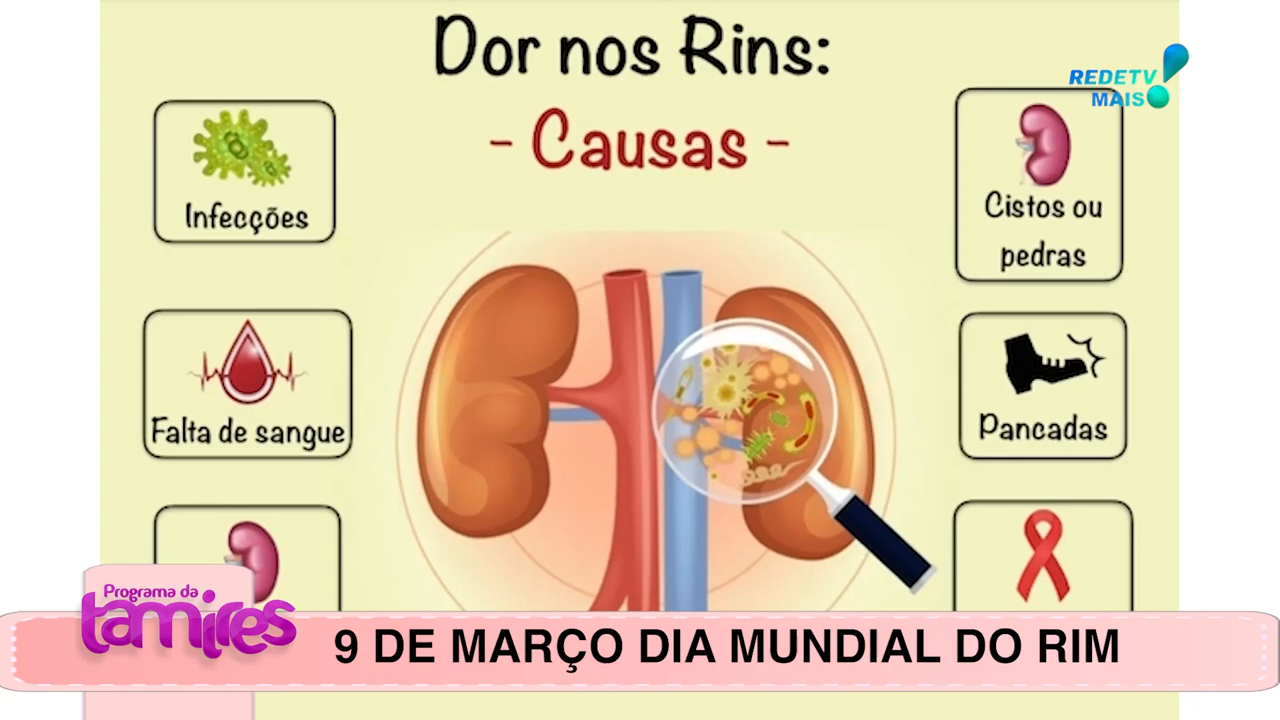 Dor nos Rins:
- Causas -
REDETV
MAIS
Infecções
Cistos ou
pedras
Falta de sangue
Pancadas
Programa da
tamires
9 DE MARÇO DIA MUNDIAL DO RIM